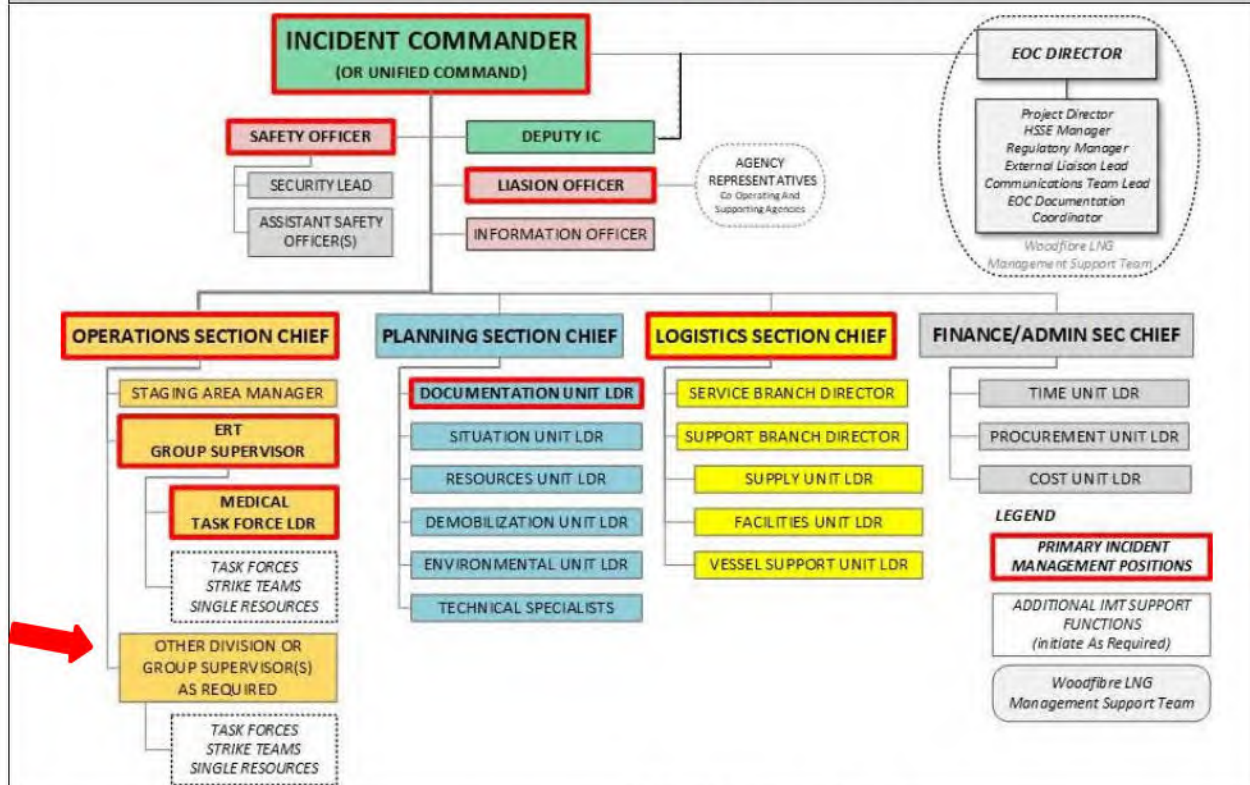 INCIDENT COMMANDER
(OR UNIFIED COMMAND)
EOC DIRECTOR
Project Director
HSSE Manager
Regulatory Manager
External Liaison Lead
Communications Team Lead
EOC Documentation
Coordinator
Woodfibre LNG
Management Support Team
SAFETY OFFICER
DEPUTY IC
SECURITY LEAD
LIASION OFFICER
AGENCY
REPRESENTATIVES
Co Operating And
Supporting Agencies
ASSISTANT SAFETY
OFFICER(S)
INFORMATION OFFICER
OPERATIONS SECTION CHIEF
STAGING AREA MANAGER
ERT
GROUP SUPERVISOR
MEDICAL
TASK FORCE LDR
TASK FORCES
STRIKE TEAMS
SINGLE RESOURCES
OTHER DIVISION OR
GROUP SUPERVISOR(S)
AS REQUIRED
TASK FORCES
STRIKE TEAMS
SINGLE RESOURCES
PLANNING SECTION CHIEF
DOCUMENTATION UNIT LDR
SITUATION UNIT LDR
RESOURCES UNIT LDR
DEMOBILIZATION UNIT LDR
ENVIRONMENTAL UNIT LDR
TECHNICAL SPECIALISTS
LOGISTICS SECTION CHIEF
SERVICE BRANCH DIRECTOR
SUPPORT BRANCH DIRECTOR
SUPPLY UNIT LDR
FACILITIES UNIT LDR
VESSEL SUPPORT UNIT LDR
FINANCE/ADMIN SEC CHIEF
TIME UNIT LDR
PROCUREMENT UNIT LDR
COST UNIT LDR
LEGEND
PRIMARY INCIDENT
MANAGEMENT POSITIONS
ADDITIONAL IMT SUPPORT
FUNCTIONS
(initiate As Required)
Woodfibre LNG
Management Support Team